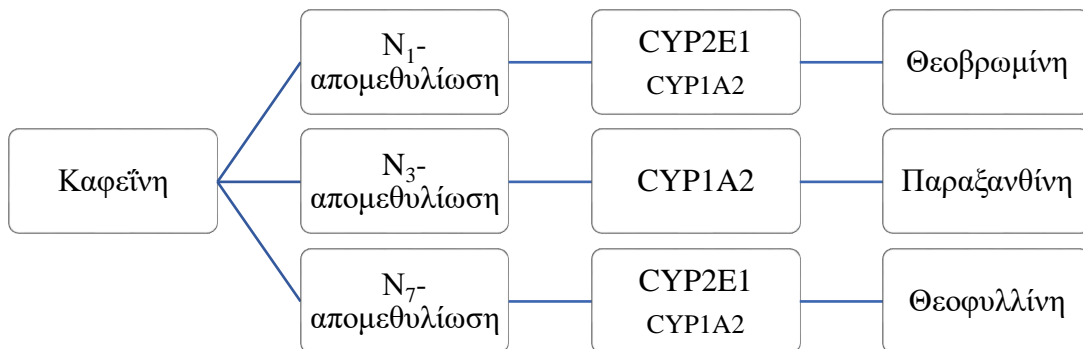 Καφεΐνη
N₁-
απομεθυλίωση
CYP2E1
CYP1A2
Θεοβρωμίνη
N₃-
απομεθυλίωση
CYP1A2
Παραξανθίνη
N₇-
απομεθυλίωση
CYP2E1
CYP1A2
Θεοφυλλίνη